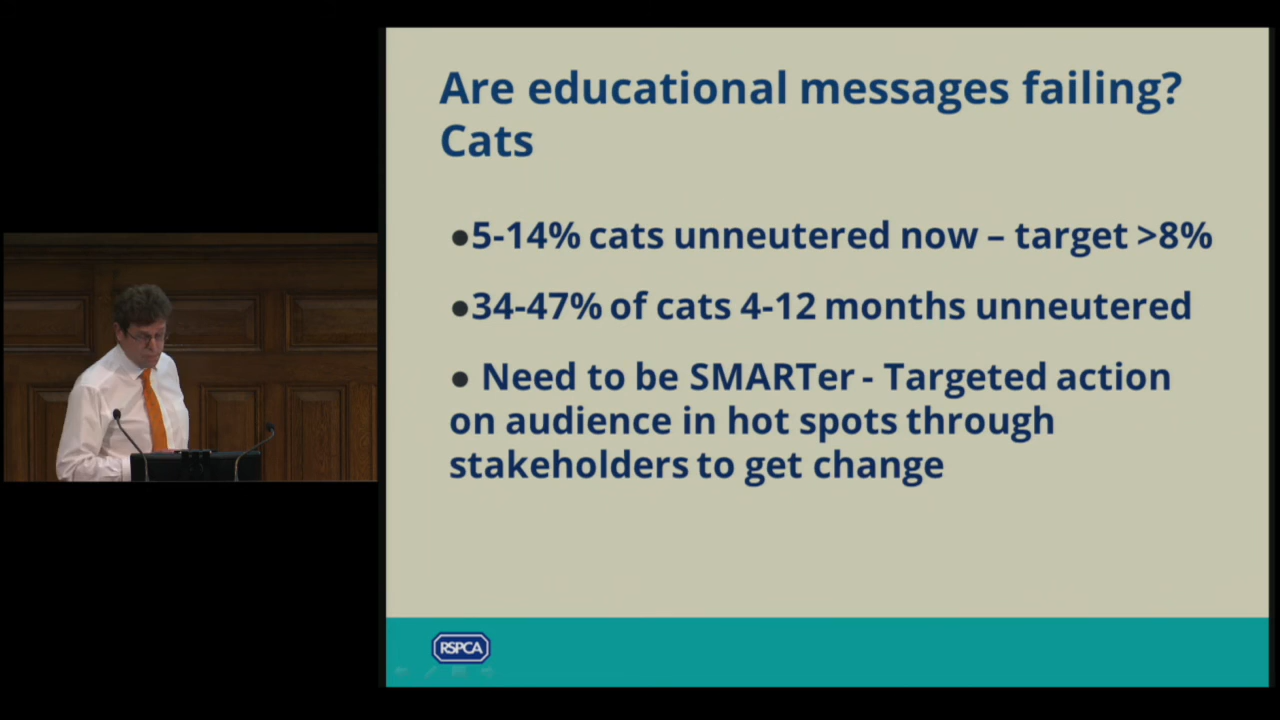 Are educational messages failing?
Cats
●5-14% cats unneutered now – target >8%
●34-47% of cats 4-12 months unneutered
● Need to be SMARTer - Targeted action
on audience in hot spots through
stakeholders to get change
RSPCA